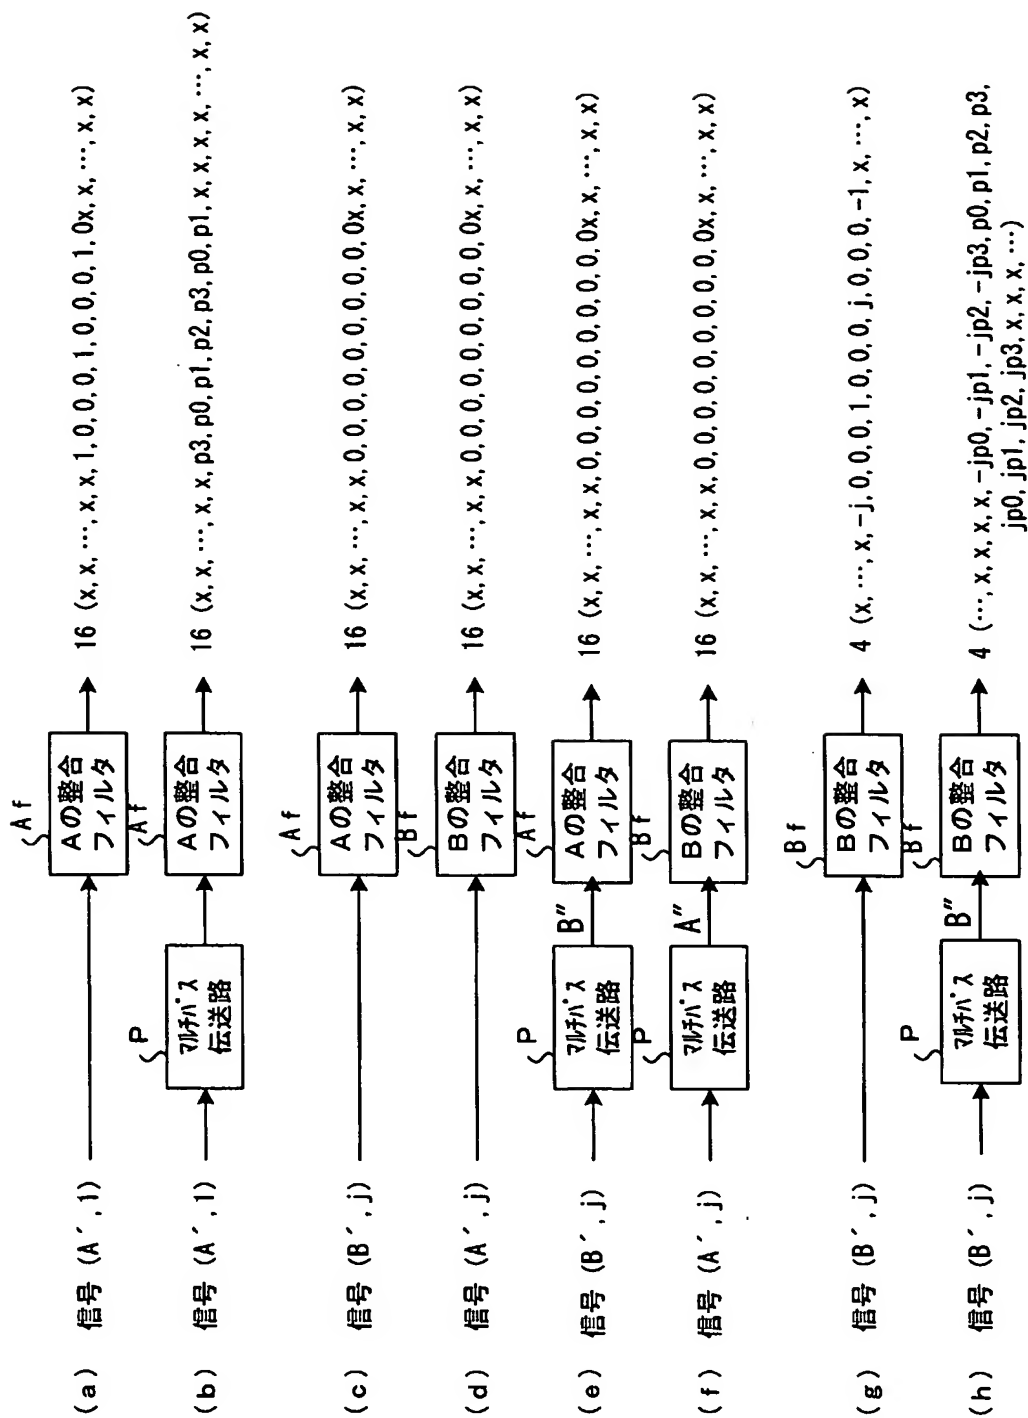 (a) 信号 (A´, 1) Af Aの整合
フィルタ 16 (x, x, ⋯, x, x, 1, 0, 0, 0, 1, 0, 0, 0, 1, 0x, x, ⋯, x, x)
(b) 信号 (A´, 1) P マルチパス
伝送路 Af Aの整合
フィルタ 16 (x, x, ⋯, x, x, p3, p0, p1, p2, p3, p0, p1, x, x, x, x, ⋯, x, x)
(c) 信号 (B´, j) Af Aの整合
フィルタ 16 (x, x, ⋯, x, x, 0, 0, 0, 0, 0, 0, 0, 0, 0, 0x, x, ⋯, x, x)
(d) 信号 (A´, j) Bf Bの整合
フィルタ 16 (x, x, ⋯, x, x, 0, 0, 0, 0, 0, 0, 0, 0, 0, 0x, x, ⋯, x, x)
(e) 信号 (B´, j) P マルチパス
伝送路 B″ Af Aの整合
フィルタ 16 (x, x, ⋯, x, x, 0, 0, 0, 0, 0, 0, 0, 0, 0, 0x, x, ⋯, x, x)
(f) 信号 (A´, j) P マルチパス
伝送路 A″ Bf Bの整合
フィルタ 16 (x, x, ⋯, x, x, 0, 0, 0, 0, 0, 0, 0, 0, 0, 0x, x, ⋯, x, x)
(g) 信号 (B´, j) Bf Bの整合
フィルタ 4 (x, ⋯, x, -j, 0, 0, 0, 1, 0, 0, 0, j, 0, 0, 0, -1, x, ⋯, x)
(h) 信号 (B´, j) P マルチパス
伝送路 B″ Bf Bの整合
フィルタ 4 (⋯, x, x, x, x, -jp0, -jp1, -jp2, -jp3, p0, p1, p2, p3,
jp0, jp1, jp2, jp3, x, x, x, ⋯)